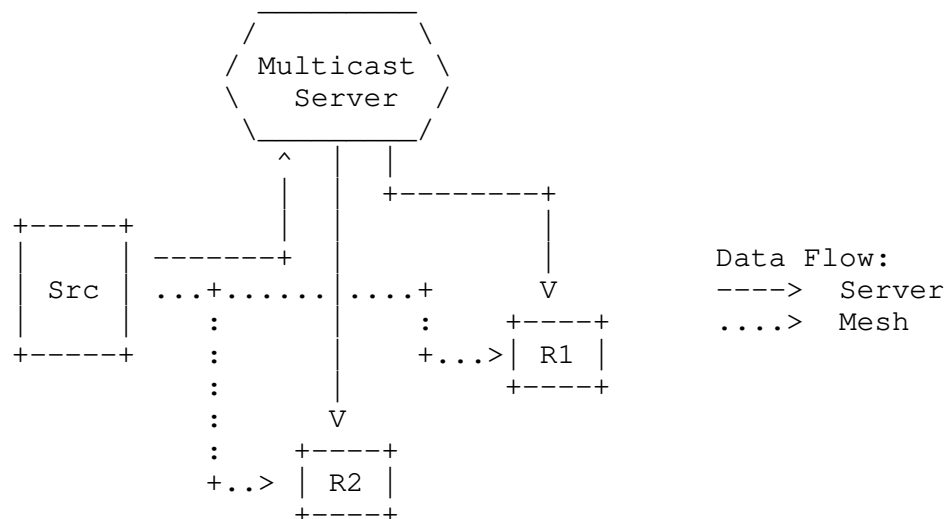 Multicast
Server
Data Flow:
Src
----> Server
....> Mesh
R1
R2